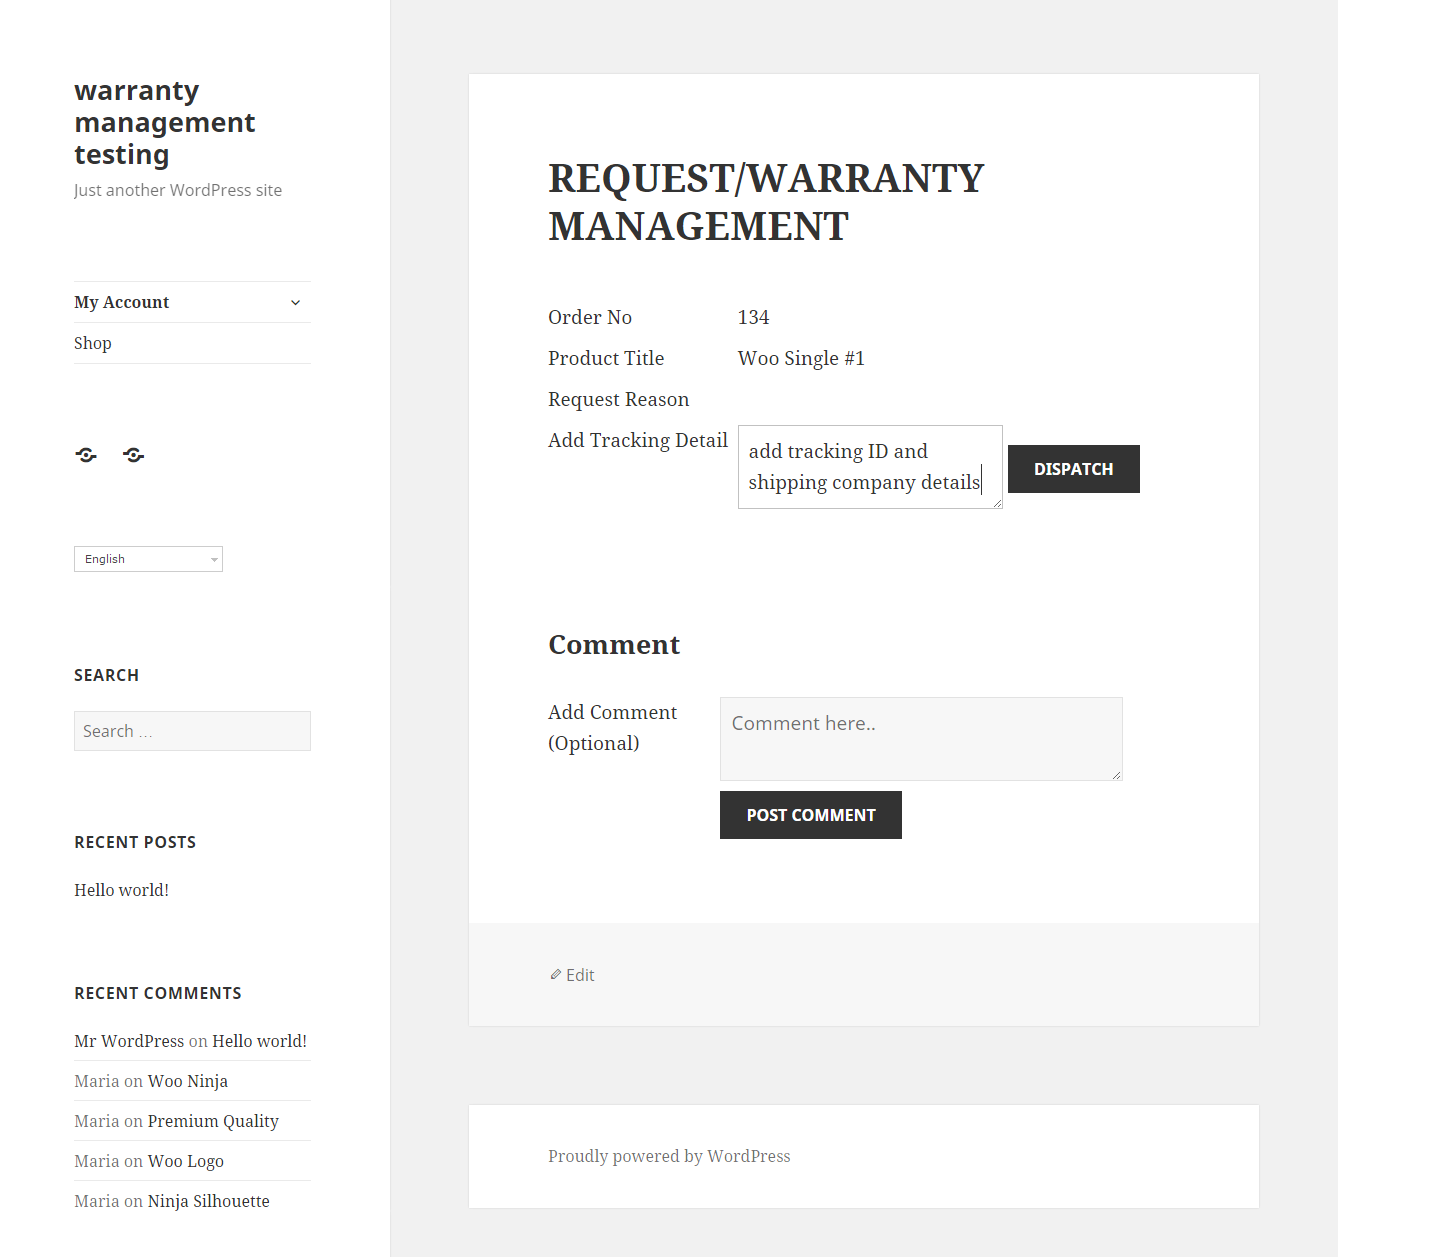 warranty
management
testing
Just another WordPress site
My Account
Shop
English
SEARCH
Search ...
RECENT POSTS
Hello world!
RECENT COMMENTS
Mr WordPress on Hello world!
Maria on Woo Ninja
Maria on Premium Quality
Maria on Woo Logo
Maria on Ninja Silhouette
REQUEST/WARRANTY
MANAGEMENT
Order No 134
Product Title Woo Single #1
Request Reason
Add Tracking Detail
add tracking ID and
shipping company details
DISPATCH
Comment
Add Comment
(Optional)
Comment here..
POST COMMENT
Edit
Proudly powered by WordPress